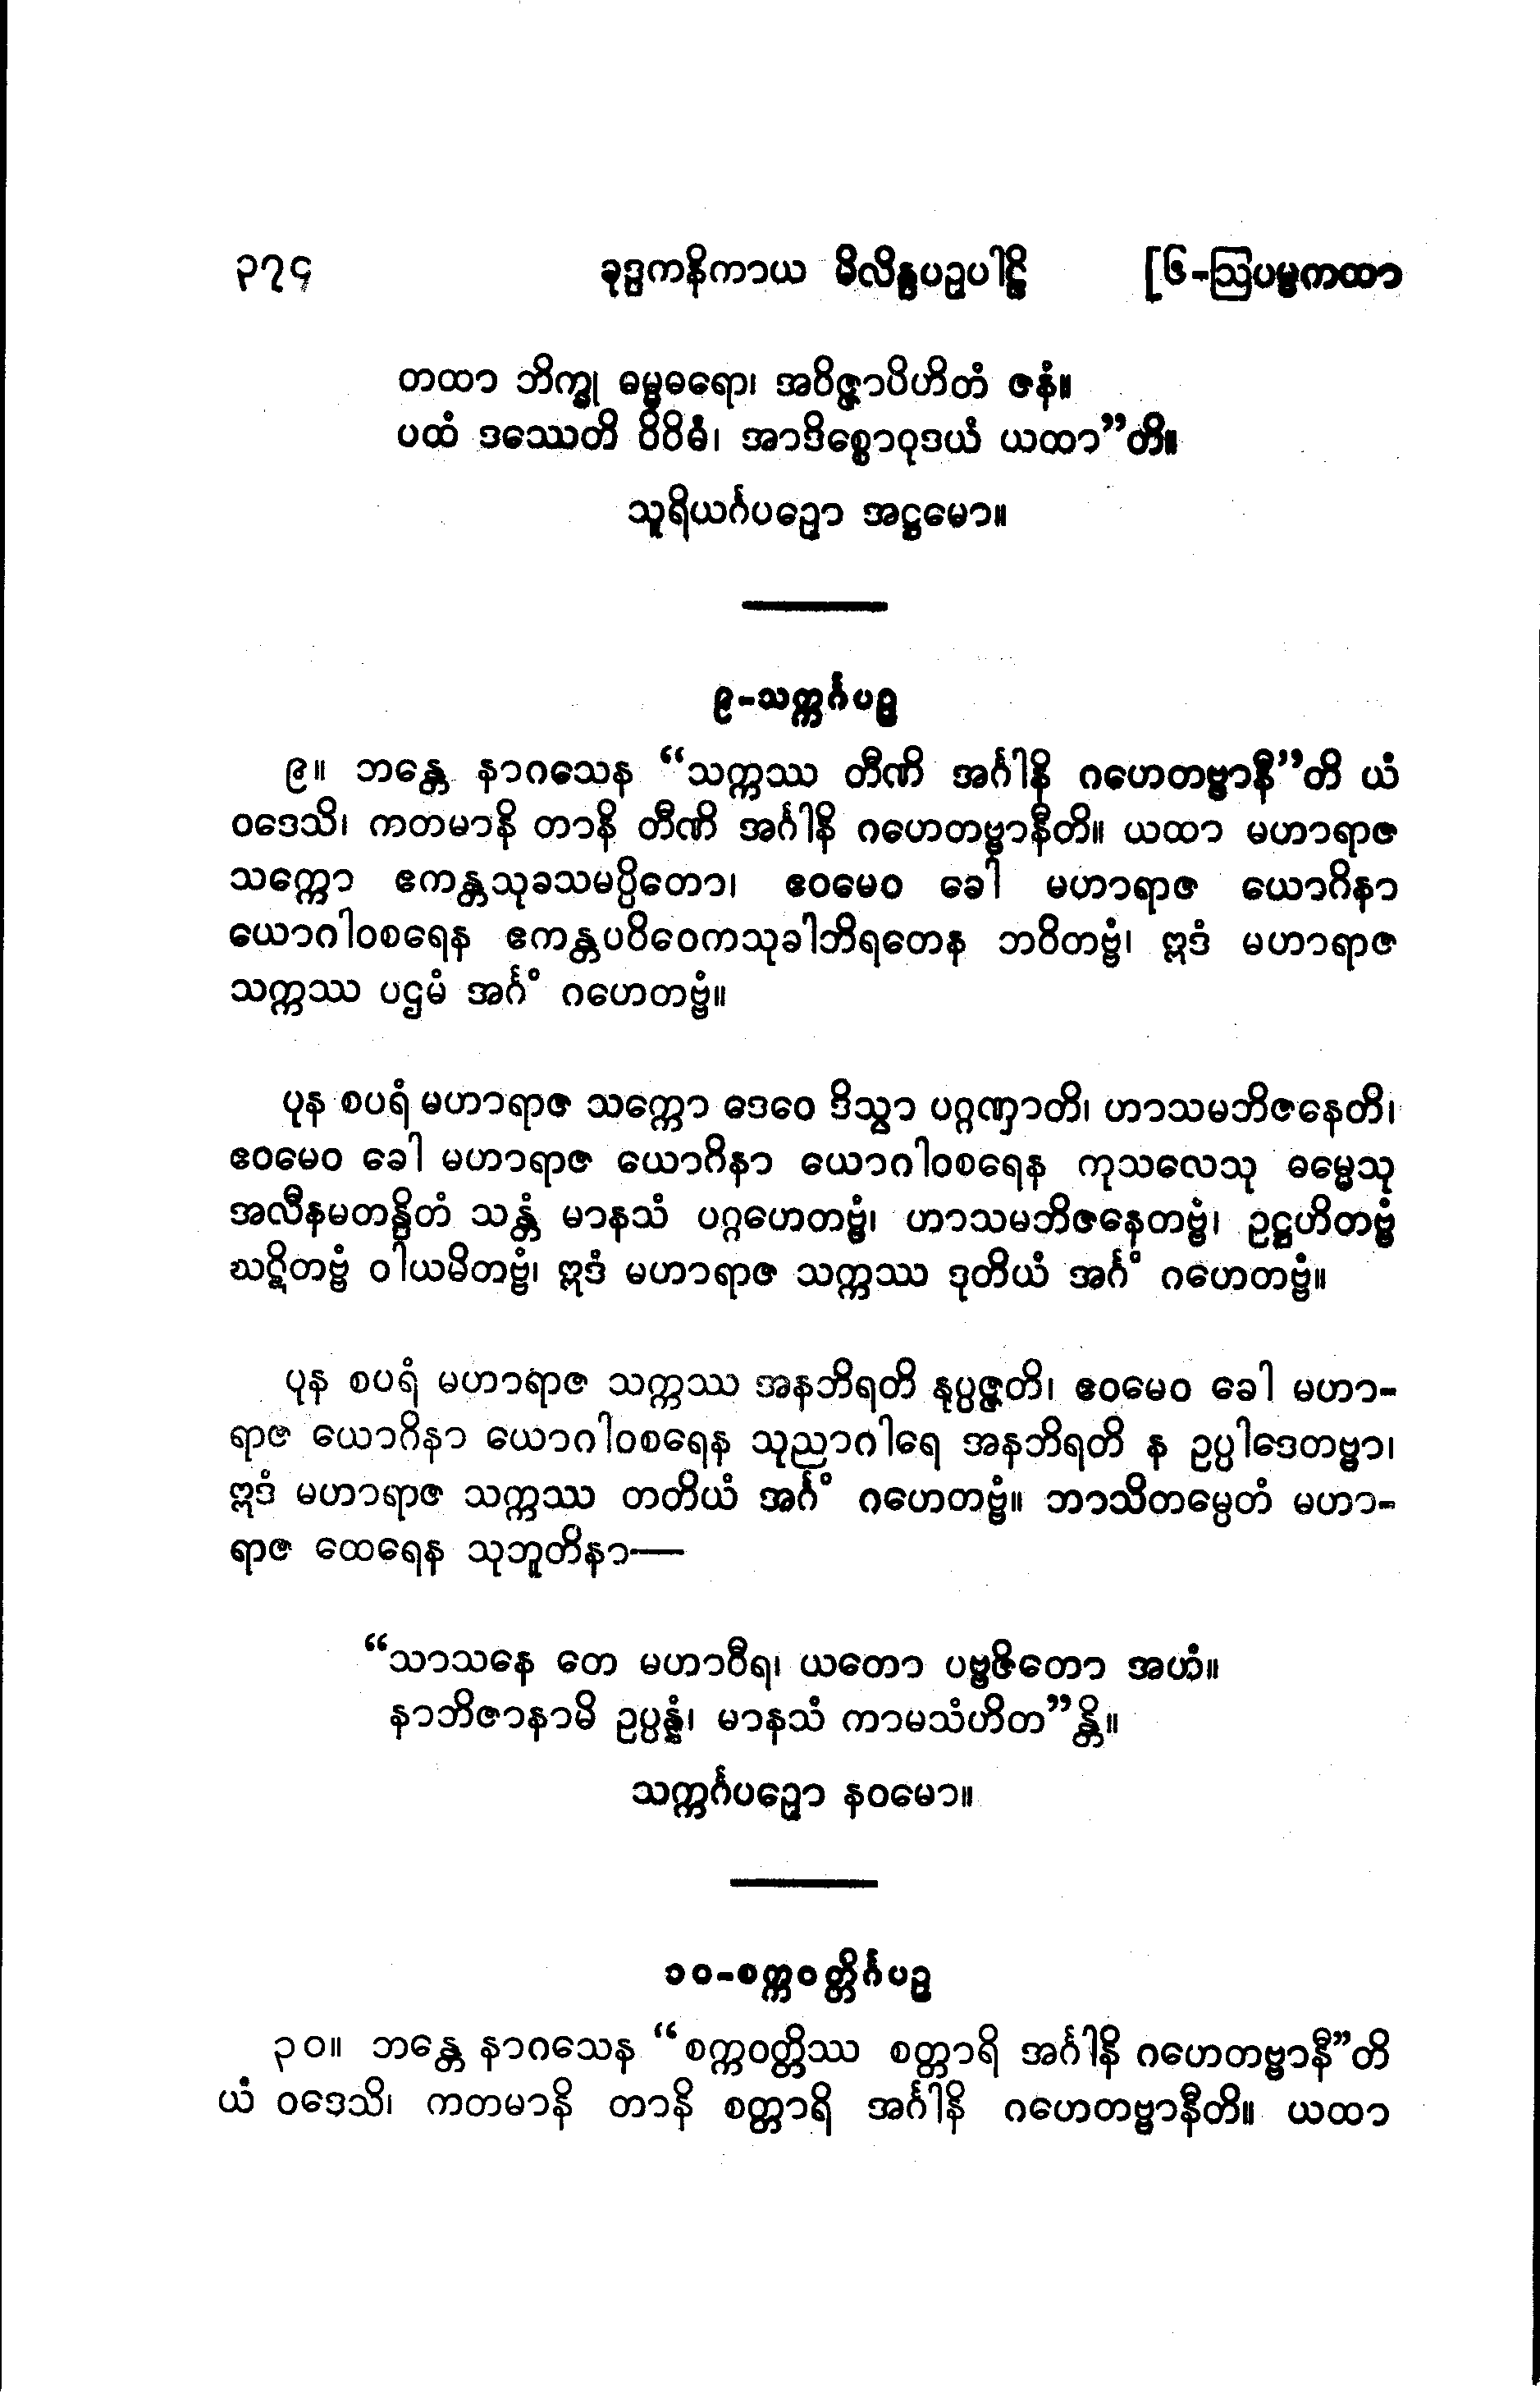 ၃၇၄ ခုဒ္ဒကနိကာယ မိလိန္ဒပဉှပါဠိ [၆-ဩပမ္မကထာ
တထာ ဘိက္ခု ဓမ္မဓရော၊ အဝိဇ္ဇာပိဟိတံ ဇနံ။
ပထံ ဒဿေတိ ဝိဝိဓံ၊ အာဒိစ္စောဝုဒယံ ယထာ”တိ။
သူရိယင်္ဂပဉှော အဋ္ဌမော။
၉-သက္ကင်္ဂပဉှ
၉။ ဘန္တေ နာဂသေန “သက္ကဿ တီဏိ အင်္ဂါနိ ဂဟေတဗ္ဗာနီ”တိ ယံ
ဝဒေသိ၊ ကတမာနိ တာနိ တီဏိ အင်္ဂါနိ ဂဟေတဗ္ဗာနီတိ။ ယထာ မဟာရာဇ
သက္ကော ဧကန္တသုခသမပ္ပိတော၊ ဧဝမေဝ ခေါ မဟာရာဇ ယောဂိနာ
ယောဂါဝစရေန ဧကန္တပဝိဝေကသုခါဘိရတေန ဘဝိတဗ္ဗံ၊ ဣဒံ မဟာရာဇ
သက္ကဿ ပဌမံ အင်္ဂံ ဂဟေတဗ္ဗံ။
ပုန စပရံ မဟာရာဇ သက္ကော ဒေဝေ ဒိသွာ ပဂ္ဂဏှာတိ၊ ဟာသမဘိဇနေတိ၊
ဧဝမေဝ ခေါ မဟာရာဇ ယောဂိနာ ယောဂါဝစရေန ကုသလေသု ဓမ္မေသု
အလီနမတန္ဒိတံ သန္တံ မာနသံ ပဂ္ဂဟေတဗ္ဗံ၊ ဟာသမဘိဇနေတဗ္ဗံ၊ ဥဋ္ဌဟိတဗ္ဗံ
ဃဋိတဗ္ဗံ ဝါယမိတဗ္ဗံ၊ ဣဒံ မဟာရာဇ သက္ကဿ ဒုတိယံ အင်္ဂံ ဂဟေတဗ္ဗံ။
ပုန စပရံ မဟာရာဇ သက္ကဿ အနဘိရတိ နုပ္ပဇ္ဇတိ၊ ဧဝမေဝ ခေါ မဟာ-
ရာဇ ယောဂိနာ ယောဂါဝစရေန သုညာဂါရေ အနဘိရတိ န ဥပ္ပါဒေတဗ္ဗာ၊
ဣဒံ မဟာရာဇ သက္ကဿ တတိယံ အင်္ဂံ ဂဟေတဗ္ဗံ။ ဘာသိတမ္ပေတံ မဟာ-
ရာဇ ထေရေန သုဘူတိနာ—
“သာသနေ တေ မဟာဝီရ၊ ယတော ပဗ္ဗဇိတော အဟံ။
နာဘိဇာနာမိ ဥပ္ပန္နံ၊ မာနသံ ကာမသံဟိတ”န္တိ။
သက္ကင်္ဂပဉှော နဝမော။
၁၀-စက္ကဝတ္တိင်္ဂပဉှ
၃၀။ ဘန္တေ နာဂသေန “စက္ကဝတ္တိဿ စတ္တာရိ အင်္ဂါနိ ဂဟေတဗ္ဗာနီ”တိ
ယံ ဝဒေသိ၊ ကတမာနိ တာနိ စတ္တာရိ အင်္ဂါနိ ဂဟေတဗ္ဗာနီတိ။ ယထာ